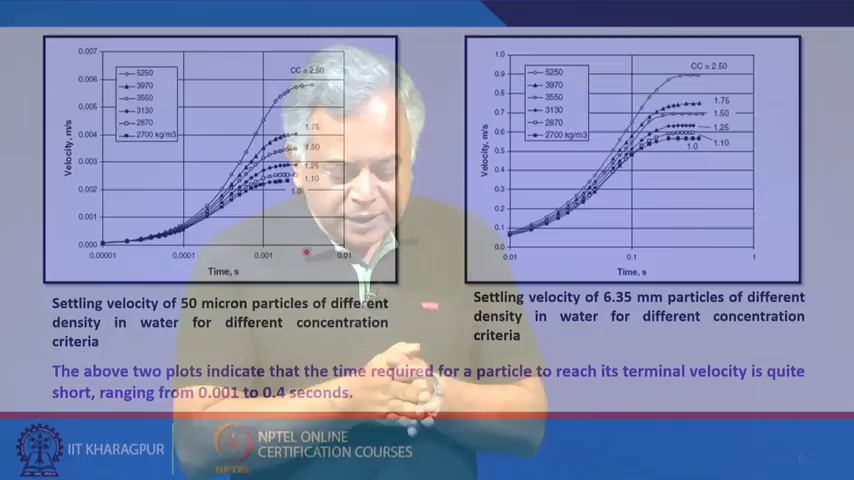 0.007
0.006
0.005
0.004
0.003
0.002
0.001
0.000
Velocity, m/s
5250
3970
3550
3130
2870
2700 kg/m3
CC = 2.50
1.75
1.50
1.25
1.10
1.0
0.00001
0.0001
0.001
0.01
Time, s
1.0
0.9
0.8
0.7
0.6
0.5
0.4
0.3
0.2
0.1
0.0
Velocity, m/s
5250
3970
3550
3130
2870
2700 kg/m3
CC = 2.50
1.75
1.50
1.25
1.10
1.0
0.01
0.1
1
Time, s
Settling velocity of 50 micron particles of different
density in water for different concentration
criteria
Settling velocity of 6.35 mm particles of different
density in water for different concentration
criteria
The above two plots indicate that the time required for a particle to reach its terminal velocity is quite
short, ranging from 0.001 to 0.4 seconds.
IIT KHARAGPUR
NPTEL
NPTEL ONLINE
CERTIFICATION COURSES
6